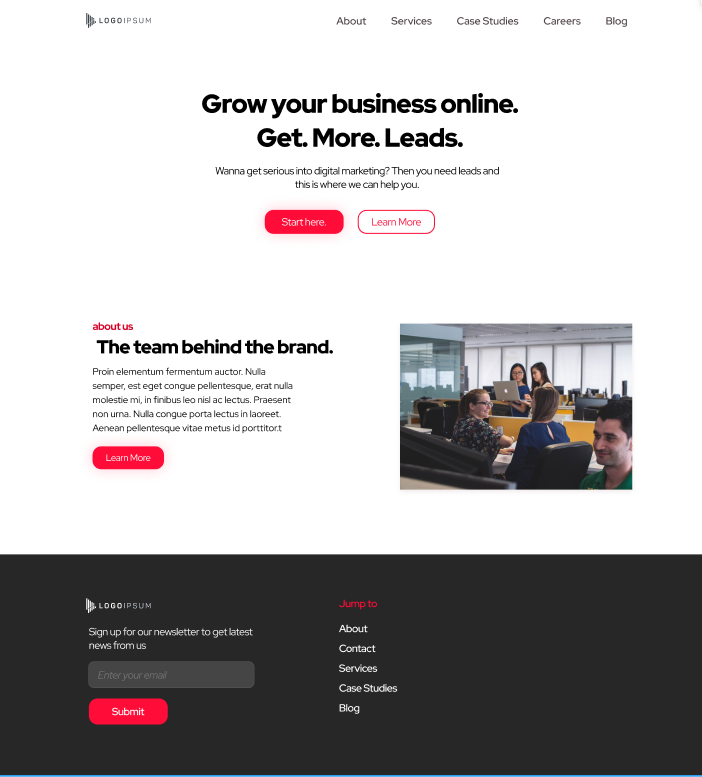 LOGOIPSUM
About Services Case Studies Careers Blog
Grow your business online.
Get. More. Leads.
Wanna get serious into digital marketing? Then you need leads and
this is where we can help you.
Start here. Learn More
about us
The team behind the brand.
Proin elementum fermentum auctor. Nulla
semper, est eget congue pellentesque, erat nulla
molestie mi, in finibus leo nisl ac lectus. Praesent
non urna. Nulla congue porta lectus in laoreet.
Aenean pellentesque vitae metus id porttitor.t
Learn More
LOGOIPSUM
Sign up for our newsletter to get latest
news from us
Enter your email
Submit
Jump to
About
Contact
Services
Case Studies
Blog